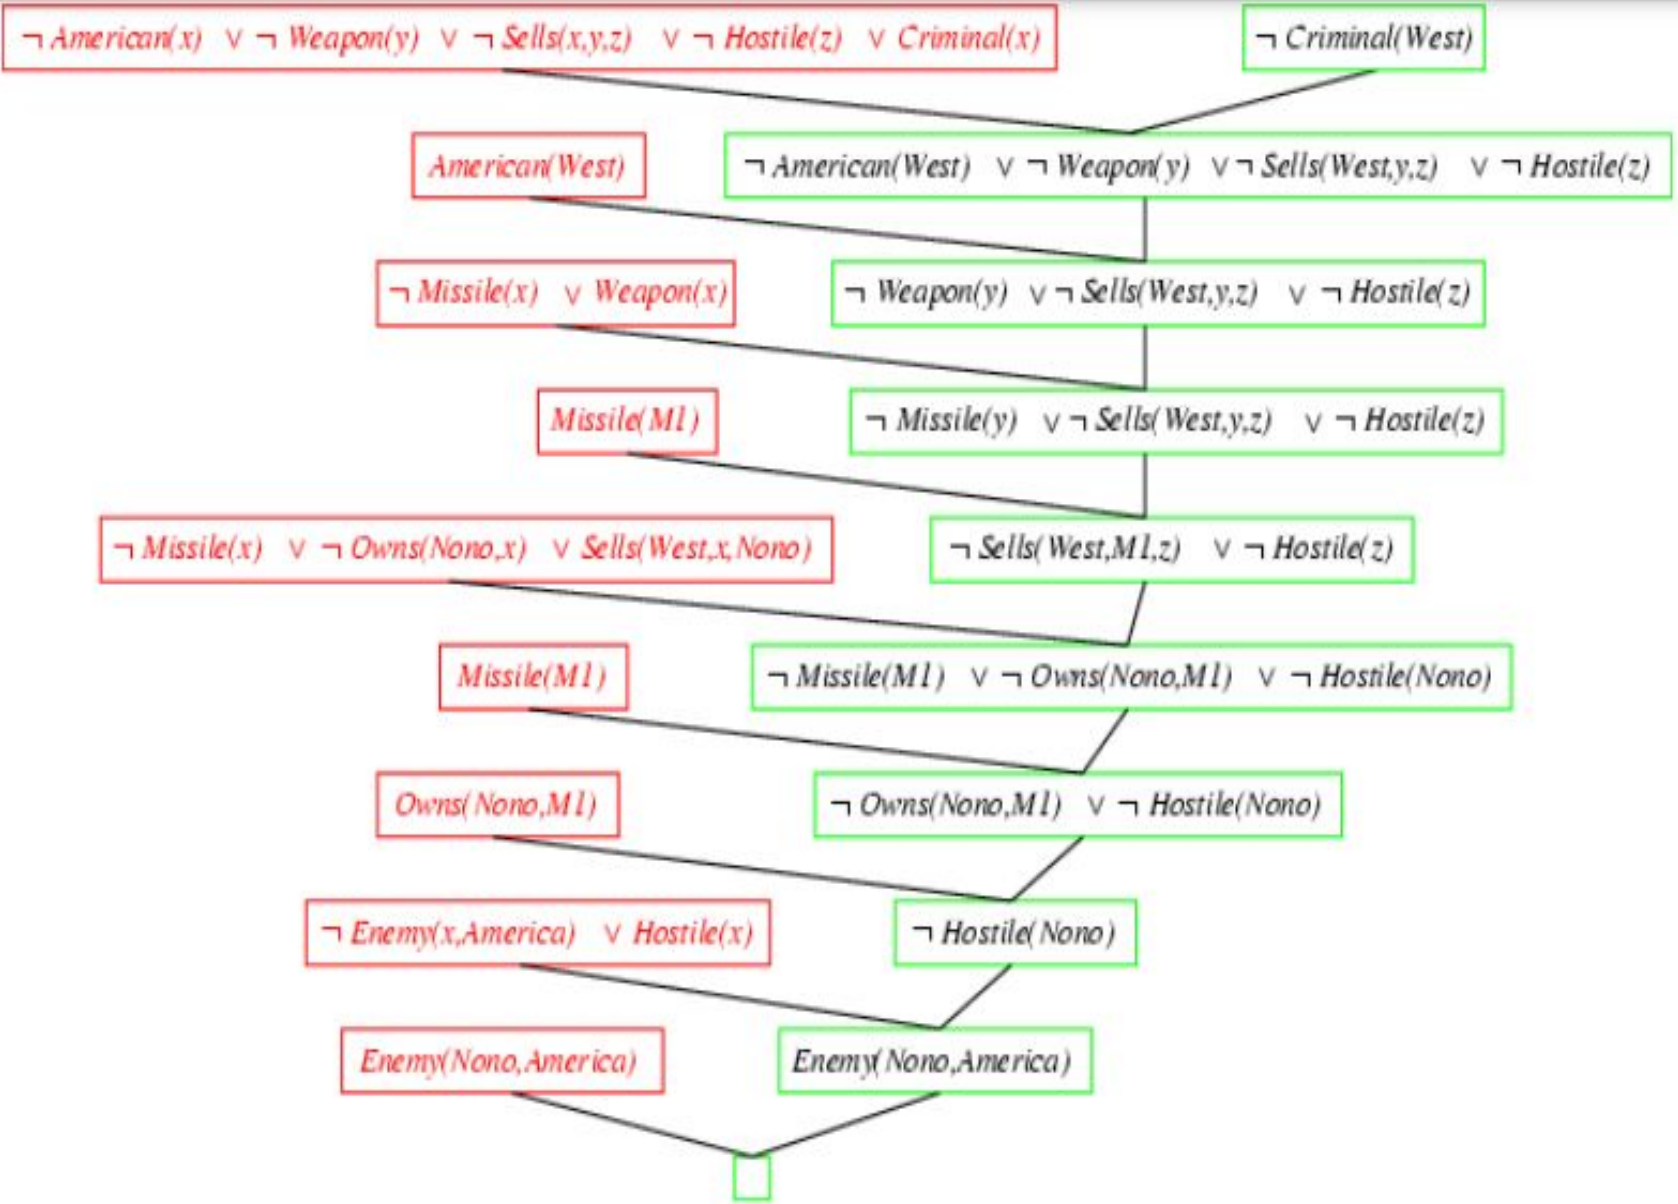 ¬ American(x) ∨ ¬ Weapon(y) ∨ ¬ Sells(x,y,z) ∨ ¬ Hostile(z) ∨ Criminal(x)
¬ Criminal(West)
American(West)
¬ American(West) ∨ ¬ Weapon(y) ∨ ¬ Sells(West,y,z) ∨ ¬ Hostile(z)
¬ Missile(x) ∨ Weapon(x)
¬ Weapon(y) ∨ ¬ Sells(West,y,z) ∨ ¬ Hostile(z)
Missile(M1)
¬ Missile(y) ∨ ¬ Sells(West,y,z) ∨ ¬ Hostile(z)
¬ Missile(x) ∨ ¬ Owns(Nono,x) ∨ Sells(West,x,Nono)
¬ Sells(West,M1,z) ∨ ¬ Hostile(z)
Missile(M1)
¬ Missile(M1) ∨ ¬ Owns(Nono,M1) ∨ ¬ Hostile(Nono)
Owns(Nono,M1)
¬ Owns(Nono,M1) ∨ ¬ Hostile(Nono)
¬ Enemy(x,America) ∨ Hostile(x)
¬ Hostile(Nono)
Enemy(Nono,America)
Enemy(Nono,America)